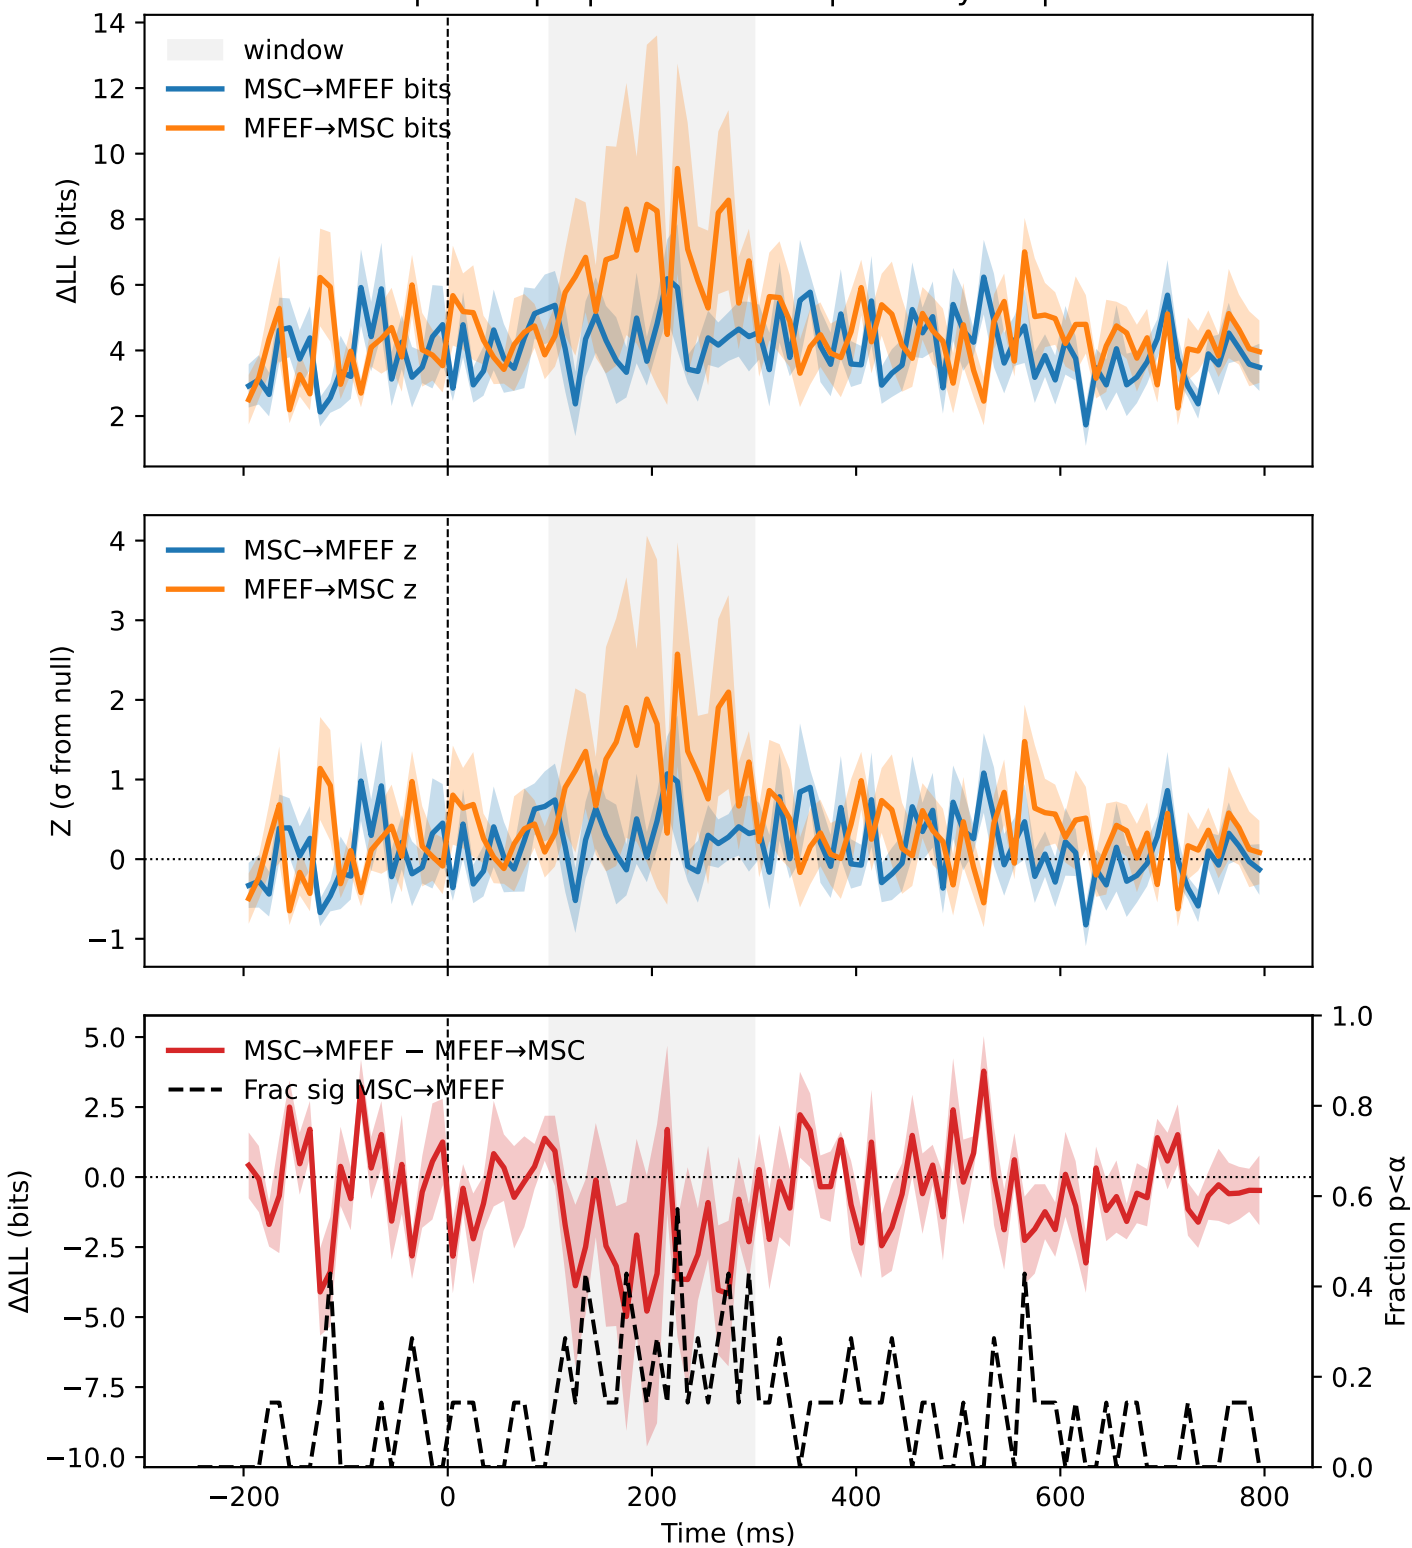 14
window
MSC→MFEF bits
MFEF→MSC bits
12
10
8
6
4
2
ΔLL (bits)
MSC→MFEF z
MFEF→MSC z
4
3
2
1
0
−1
Z (σ from null)
MSC→MFEF − MFEF→MSC
Frac sig MSC→MFEF
5.0
2.5
0.0
−2.5
−5.0
−7.5
−10.0
ΔΔLL (bits)
1.0
0.8
0.6
0.4
0.2
0.0
Fraction p<α
−200
0
200
400
600
800
Time (ms)